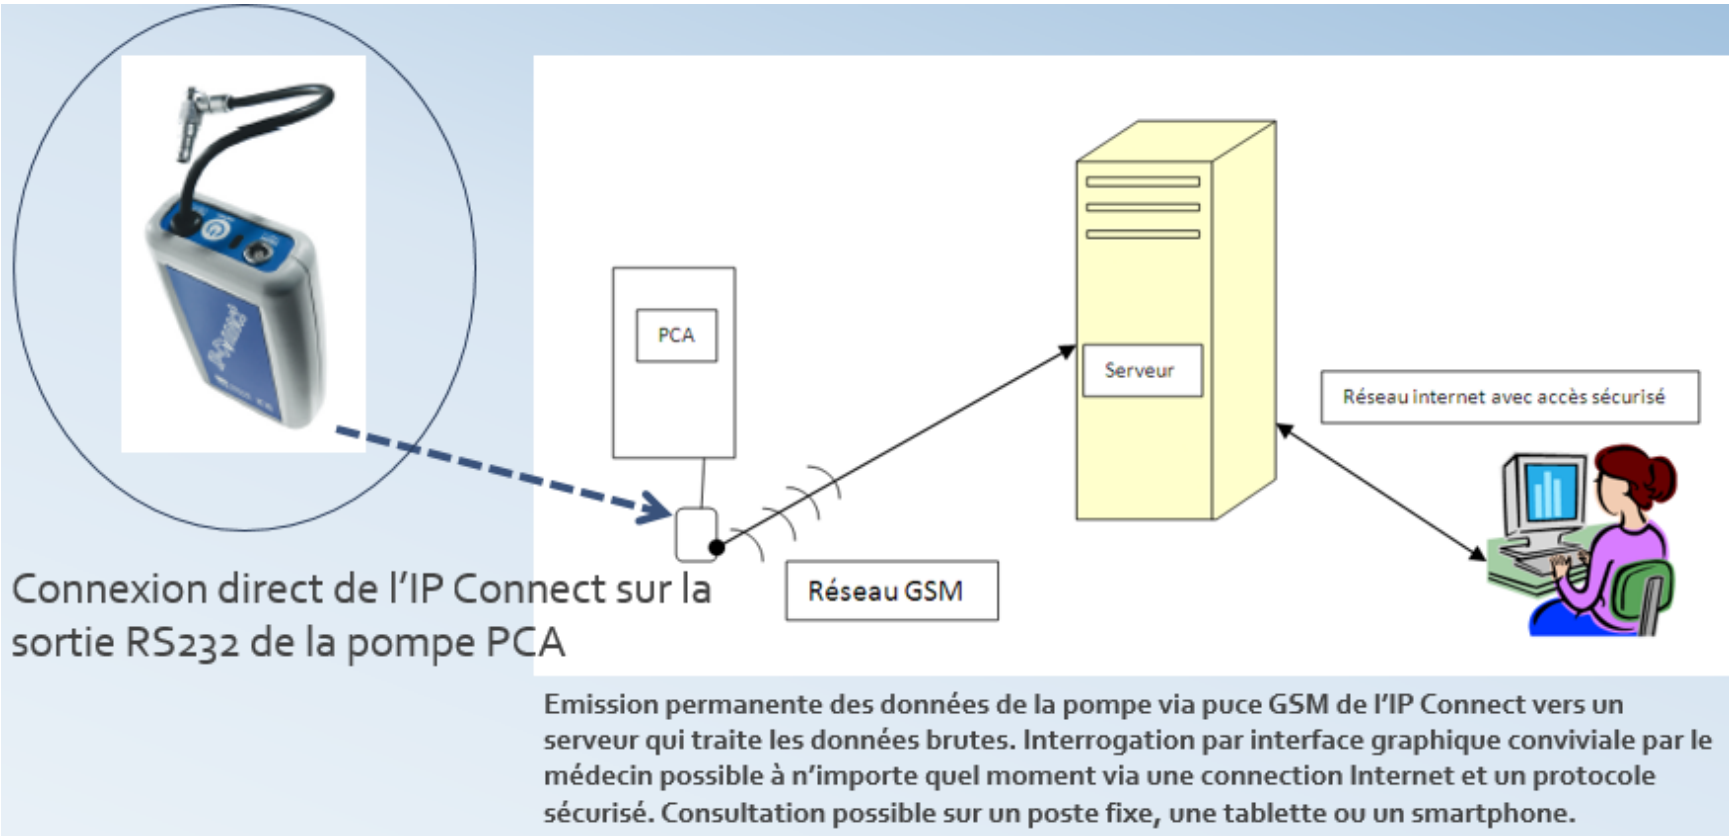 PCA
Serveur
Réseau internet avec accès sécurisé
Réseau GSM
Connexion direct de l'IP Connect sur la
sortie RS232 de la pompe PCA
Emission permanente des données de la pompe via puce GSM de l'IP Connect vers un
serveur qui traite les données brutes. Interrogation par interface graphique conviviale par le
médecin possible à n'importe quel moment via une connection Internet et un protocole
sécurisé. Consultation possible sur un poste fixe, une tablette ou un smartphone.